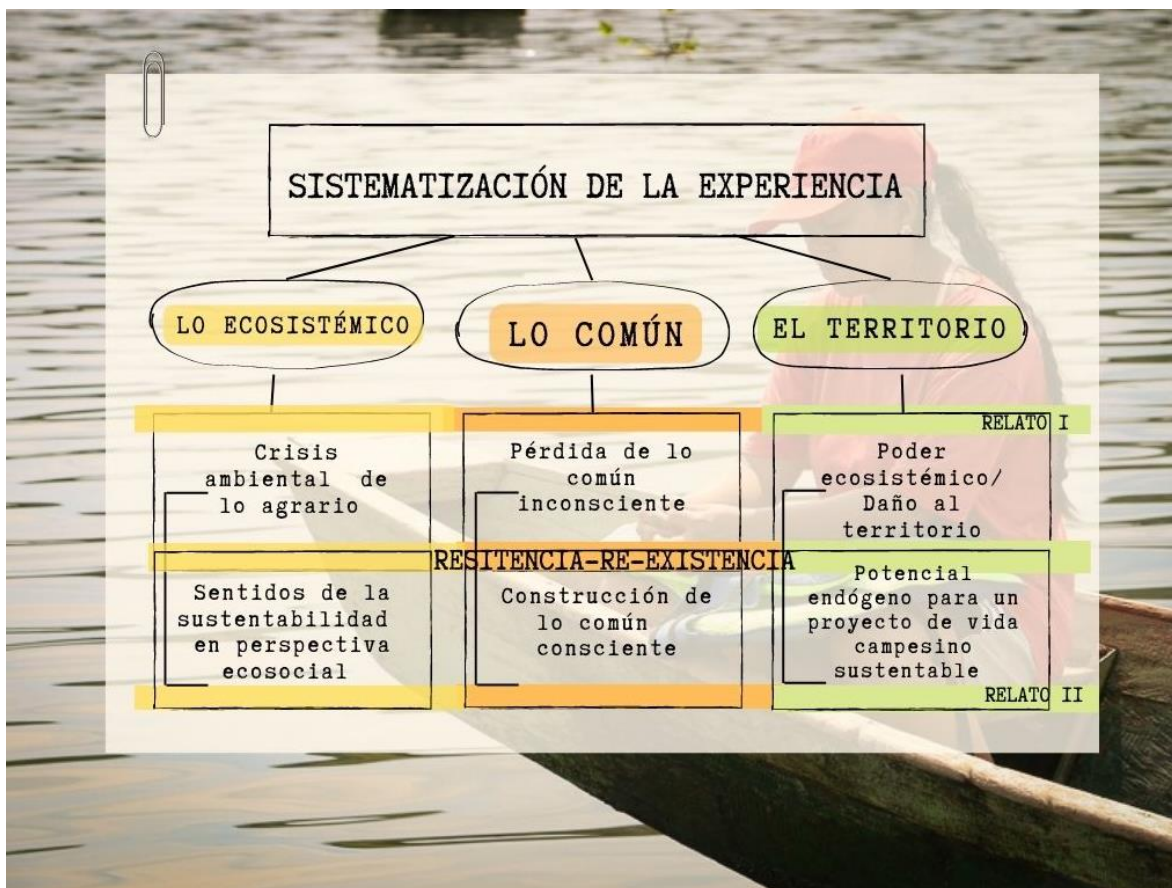 SISTEMATIZACIÓN DE LA EXPERIENCIA
LO ECOSISTÉMICO
LO COMÚN
EL TERRITORIO
RELATO I
Crisis
ambiental de
lo agrario
Pérdida de lo
común
inconsciente
Poder
ecosistémico/
Daño al
territorio
RESITENCIA-RE-EXISTENCIA
Sentidos de la
sustentabilidad
en perspectiva
ecosocial
Construcción de
lo común
consciente
Potencial
endógeno para un
proyecto de vida
campesino
sustentable
RELATO II